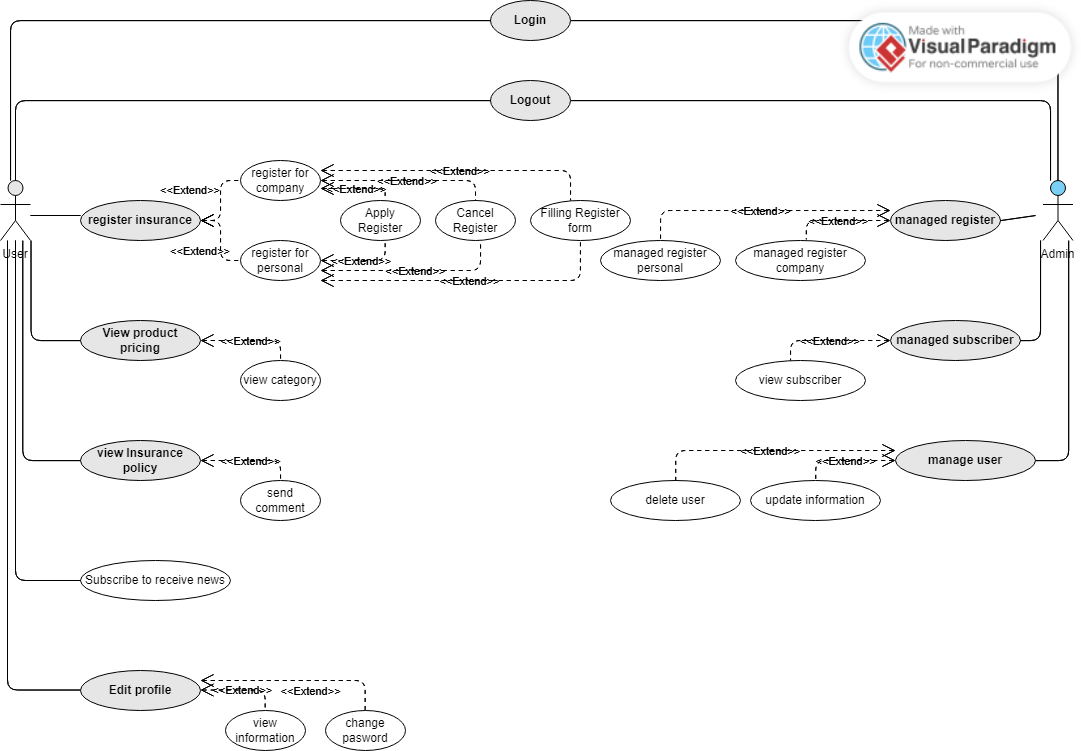 Login
Made with
Visual Paradigm
For non-commercial use
Logout
register for
company
<<Extend>>
<<Extend>>
<<Extend>>
<<Extend>>
register insurance
Apply
Register
Cancel
Register
Filling Register
form
<<Extend>>
<<Extend>>
managed register
User
<<Extend>>
register for
personal
<<Extend>>
<<Extend>>
<<Extend>>
managed register
personal
managed register
company
Admin
View product
pricing
<<Extend>>
view category
<<Extend>>
managed subscriber
view subscriber
view Insurance
policy
<<Extend>>
send
comment
<<Extend>>
<<Extend>>
manage user
delete user
update information
Subscribe to receive news
Edit profile
<<Extend>>
<<Extend>>
view
information
change
pasword